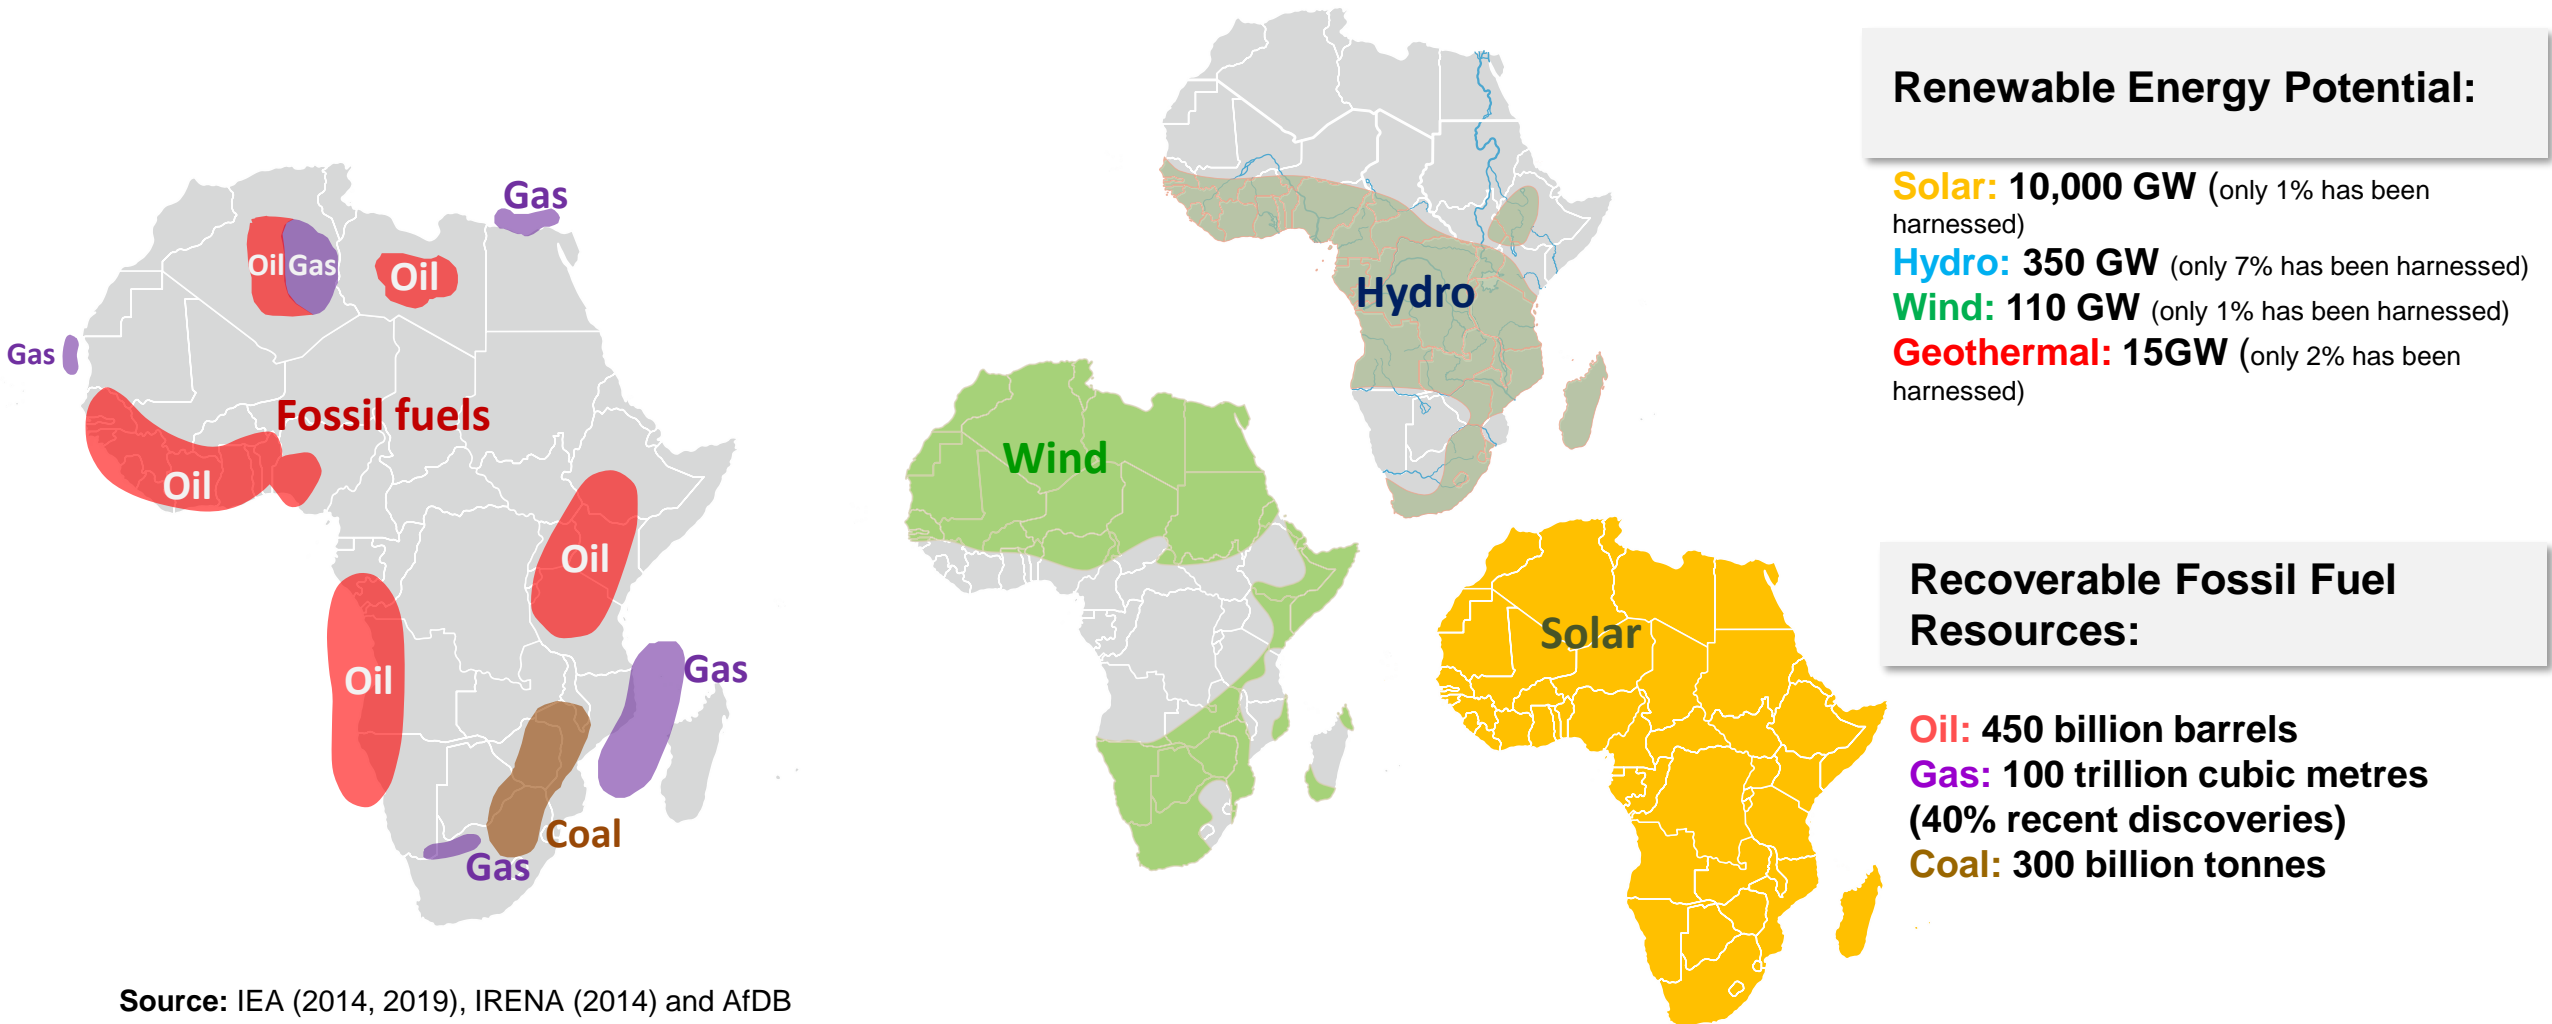 Gas
Oil Gas
Oil
Gas
Fossil fuels
Oil
Oil
Oil
Gas
Coal
Gas
Source: IEA (2014, 2019), IRENA (2014) and AfDB
Hydro
Wind
Solar
Renewable Energy Potential:
Solar: 10,000 GW (only 1% has been
harnessed)
Hydro: 350 GW (only 7% has been harnessed)
Wind: 110 GW (only 1% has been harnessed)
Geothermal: 15GW (only 2% has been
harnessed)
Recoverable Fossil Fuel
Resources:
Oil: 450 billion barrels
Gas: 100 trillion cubic metres
(40% recent discoveries)
Coal: 300 billion tonnes